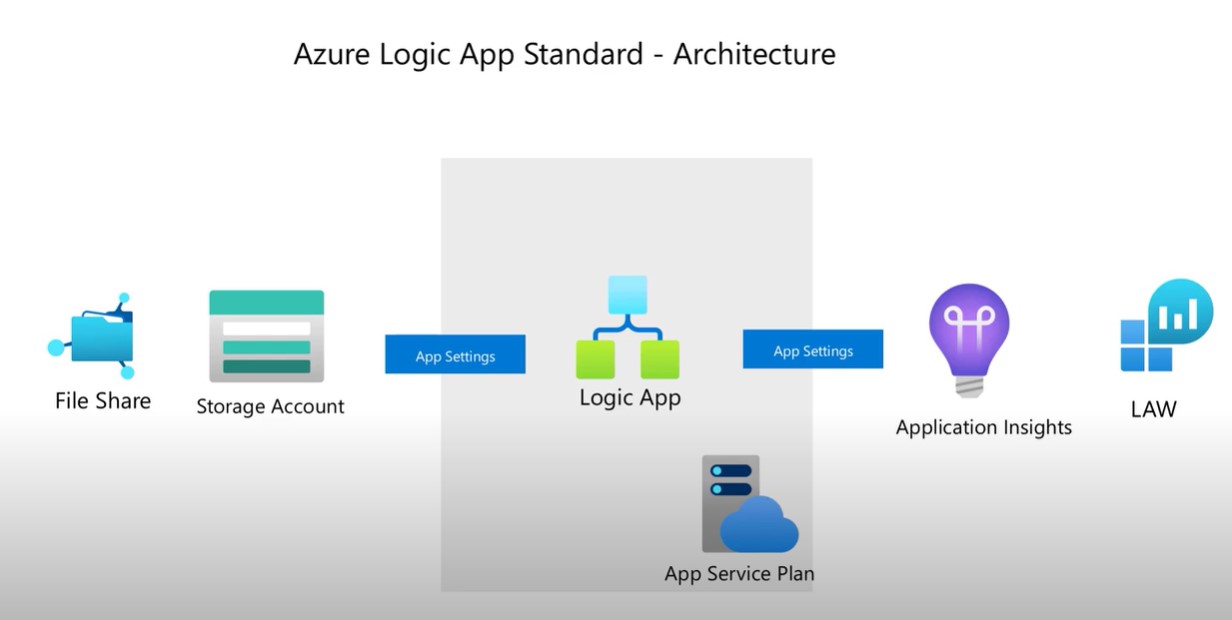 Azure Logic App Standard - Architecture
App Settings
App Settings
File Share
Storage Account
Logic App
Application Insights
LAW
App Service Plan